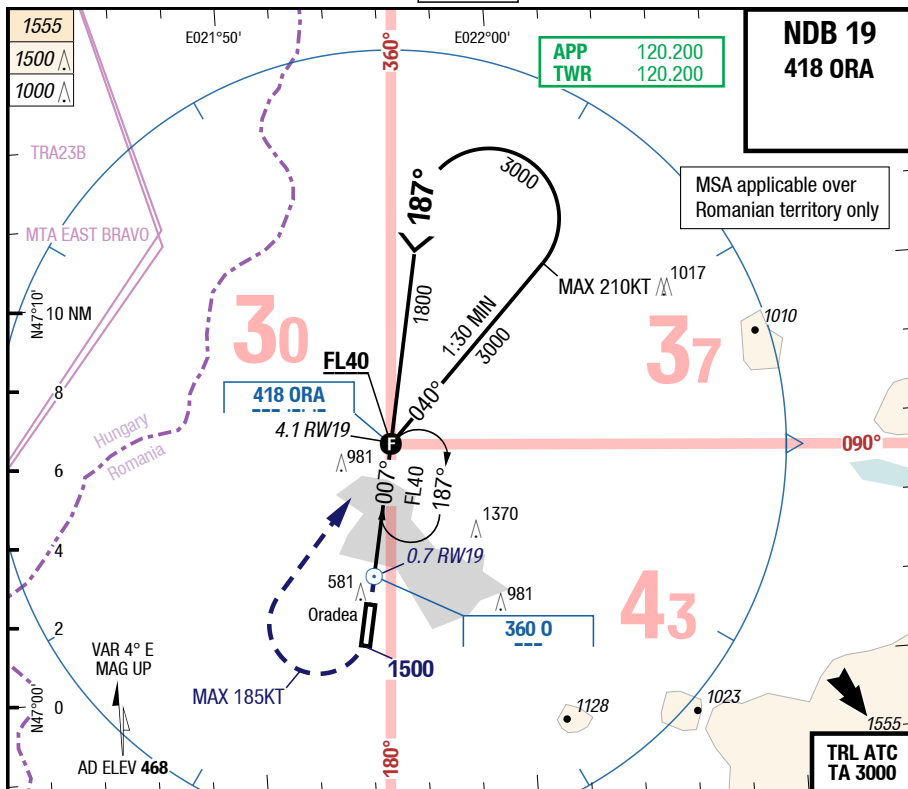 1555
1500
1000
E021°50'
360°
E022°00'
APP 120.200
TWR 120.200
NDB 19
418 ORA
TRA23B
MTA EAST BRAVO
MSA applicable over
Romanian territory only
187°
3000
MAX 210KT
1017
1010
N47°10'
10 NM
1800
1:30 MIN
3000
30
37
FL40
418 ORA
040°
8
4.1 RW19
F
090°
Hungary
Romania
981
6
007°
FL40
187°
1370
4
0.7 RW19
581
981
43
Oradea
360 O
2
1500
VAR 4° E
MAG UP
MAX 185KT
N47°00'
0
1128
1023
1555
AD ELEV 468
180°
TRL ATC
TA 3000